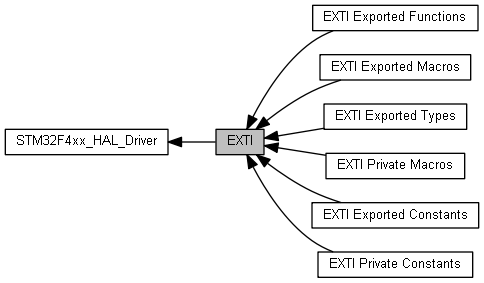 EXTI Exported Functions
EXTI Exported Macros
EXTI Exported Types
STM32F4xx_HAL_Driver
EXTI
EXTI Private Macros
EXTI Exported Constants
EXTI Private Constants